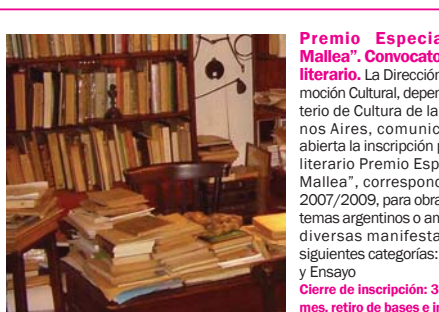 Premio Especia
Mallea”. Convocato
literario. La Dirección
moción Cultural, depen
terio de Cultura de la
nos Aires, comunic
abierta la inscripción p
literario Premio Esp
Mallea”, correspond
2007/2009, para obra
temas argentinos o am
diversas manifesta
siguientes categorías:
y Ensayo
Cierre de inscripción: 3
mes, retiro de bases e in